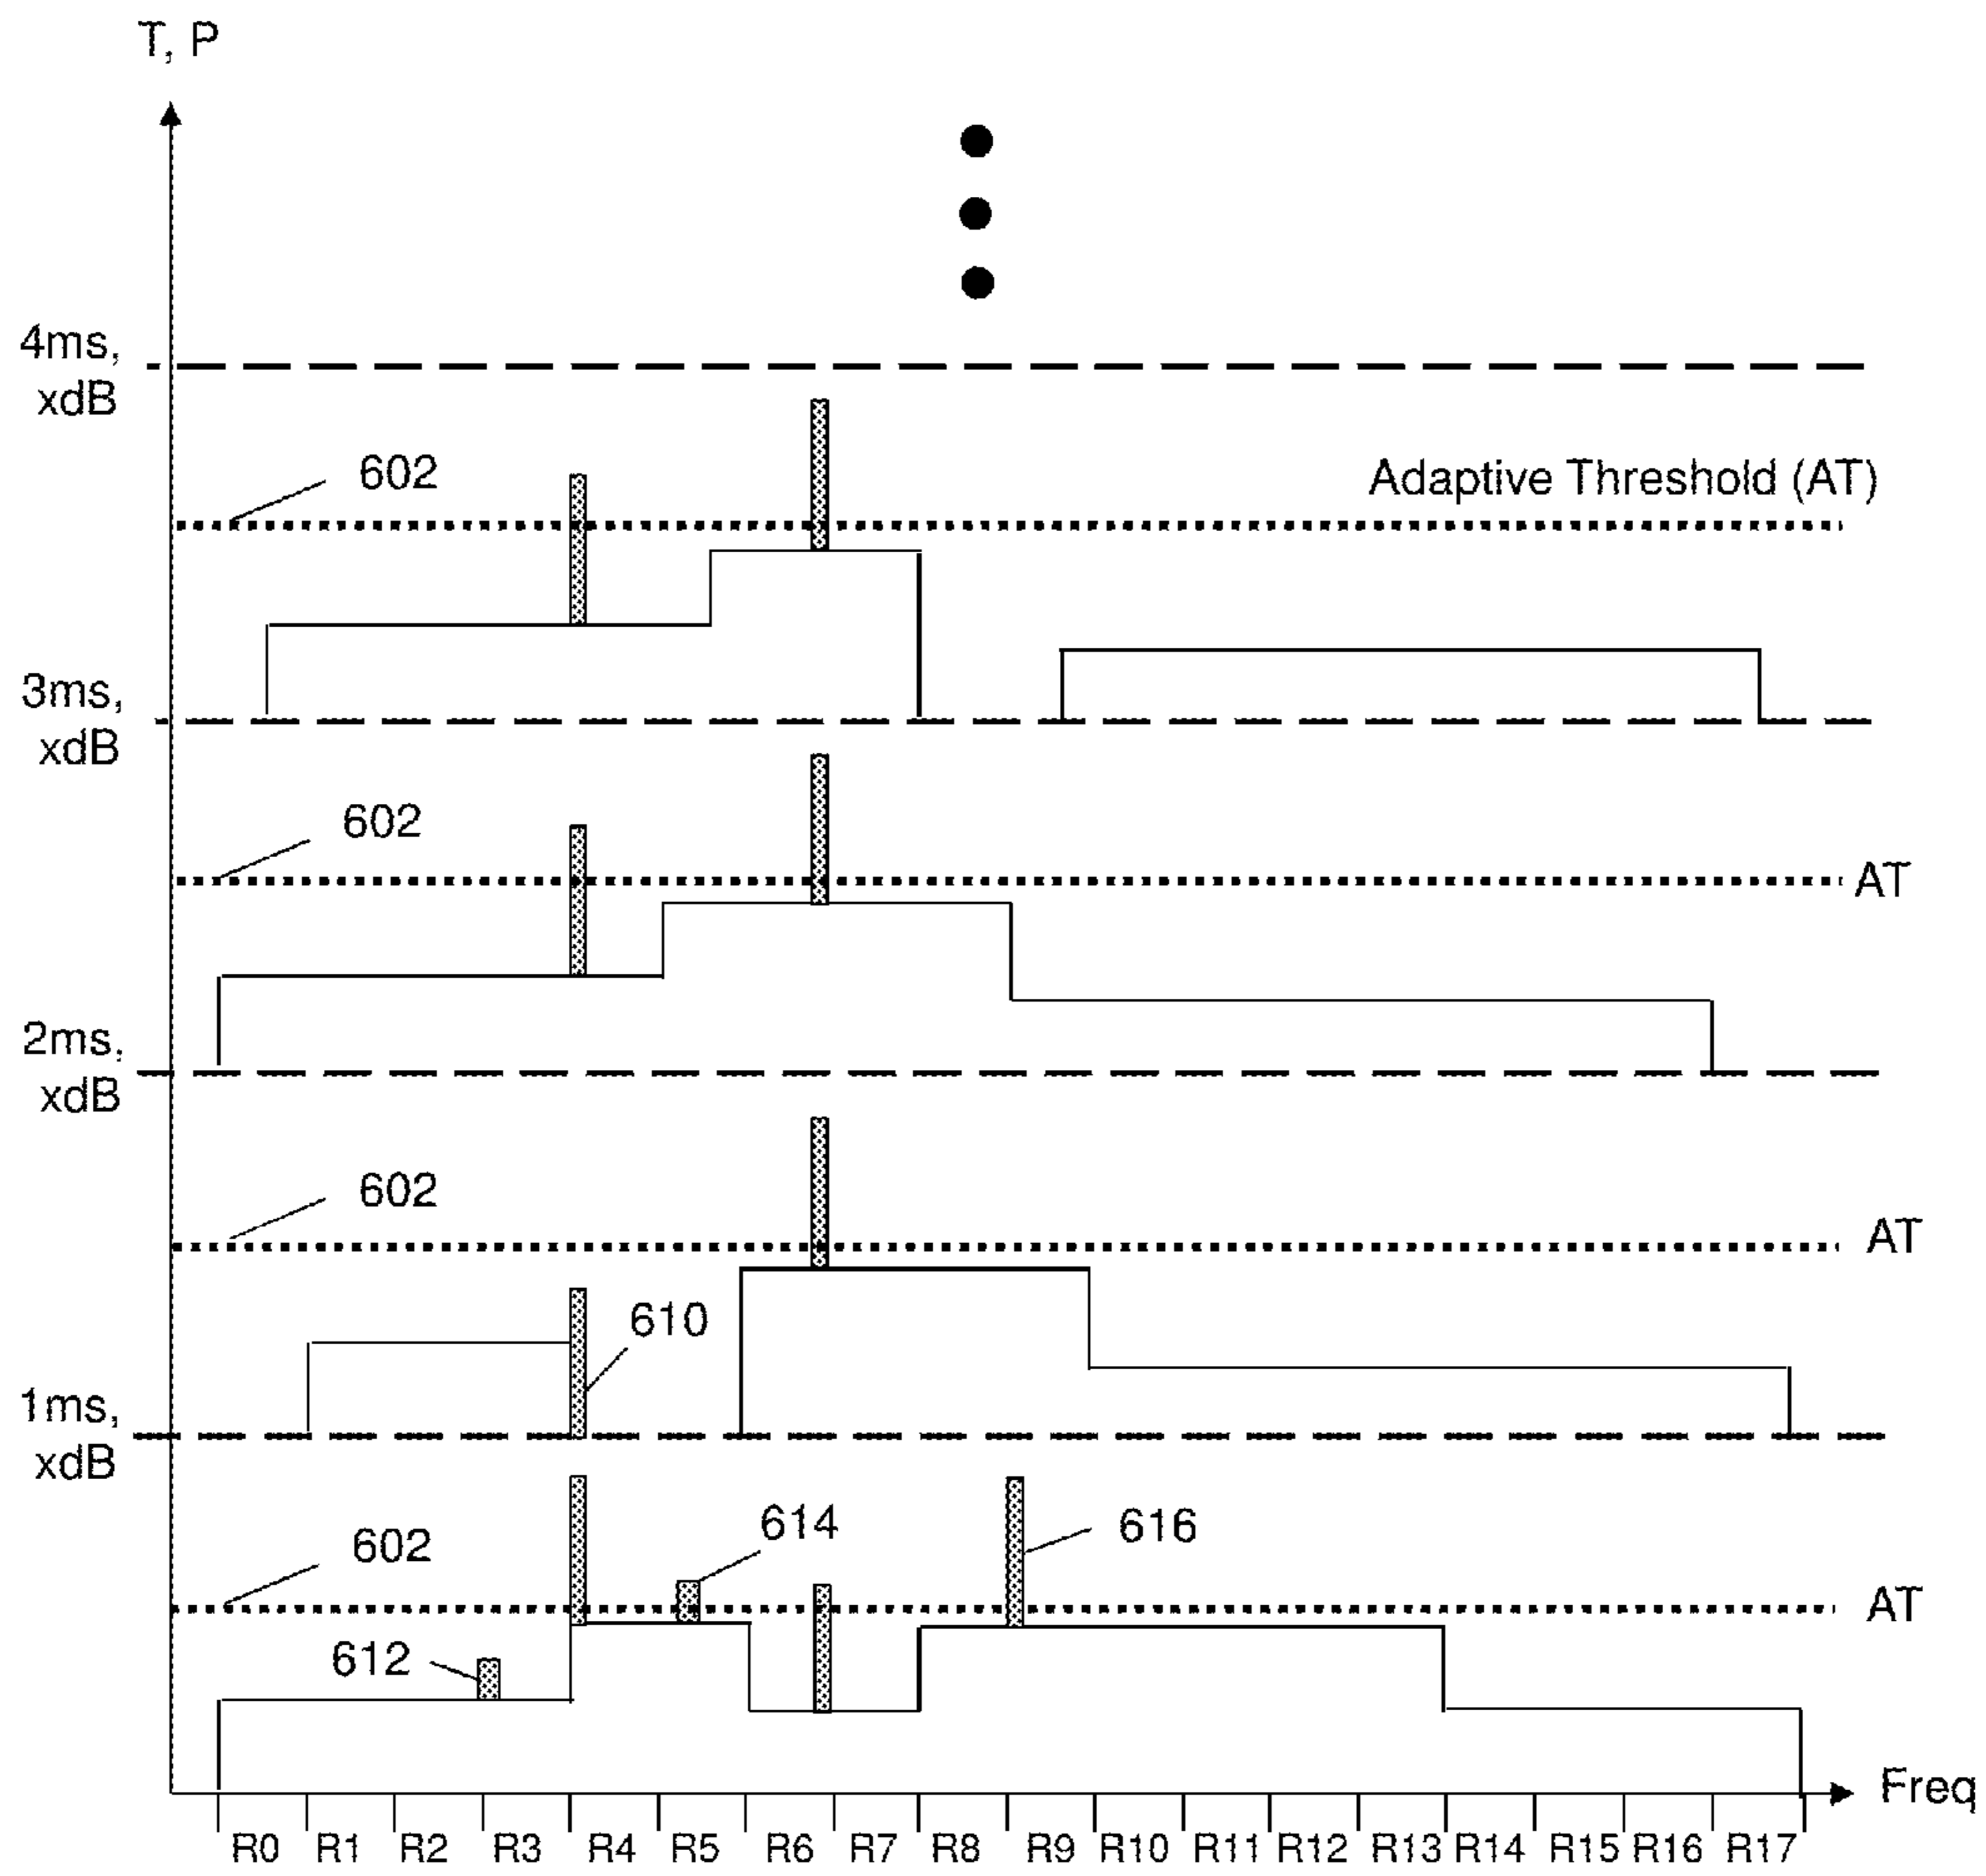 T, P
4ms,
xdB
602
Adaptive Threshold (AT)
3ms,
xdB
602
AT
2ms,
xdB
602
AT
610
1ms,
xdB
602
614
616
AT
612
Freq
R0 R1 R2 R3 R4 R5 R6 R7 R8 R9 R10 R11 R12 R13 R14 R15 R16 R17